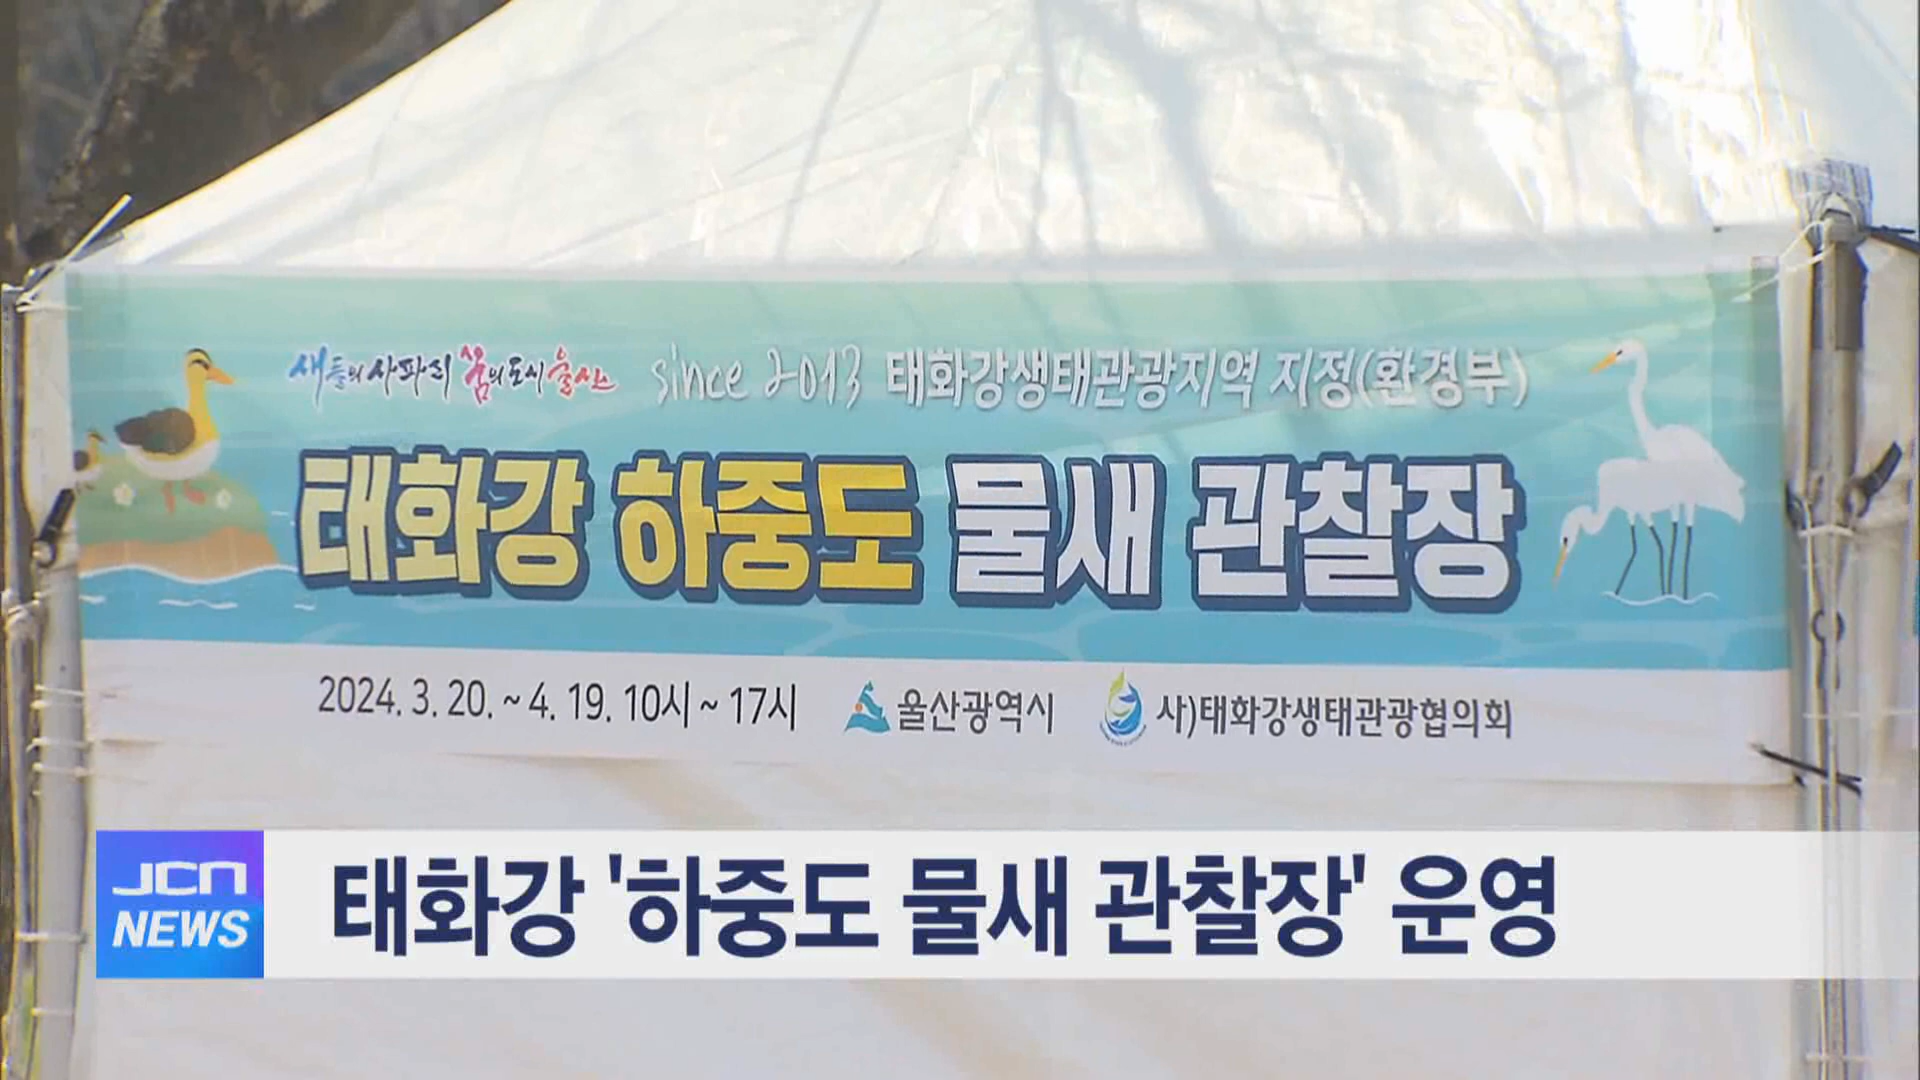 새들의 사파리 꿈의 도시 울산 since 2013 태화강생태관광지역 지정(환경부)
태화강 하중도 물새 관찰장
2024. 3. 20. ~ 4. 19. 10시 ~ 17시 울산광역시 사)태화강생태관광협의회
JCN NEWS
태화강 '하중도 물새 관찰장' 운영